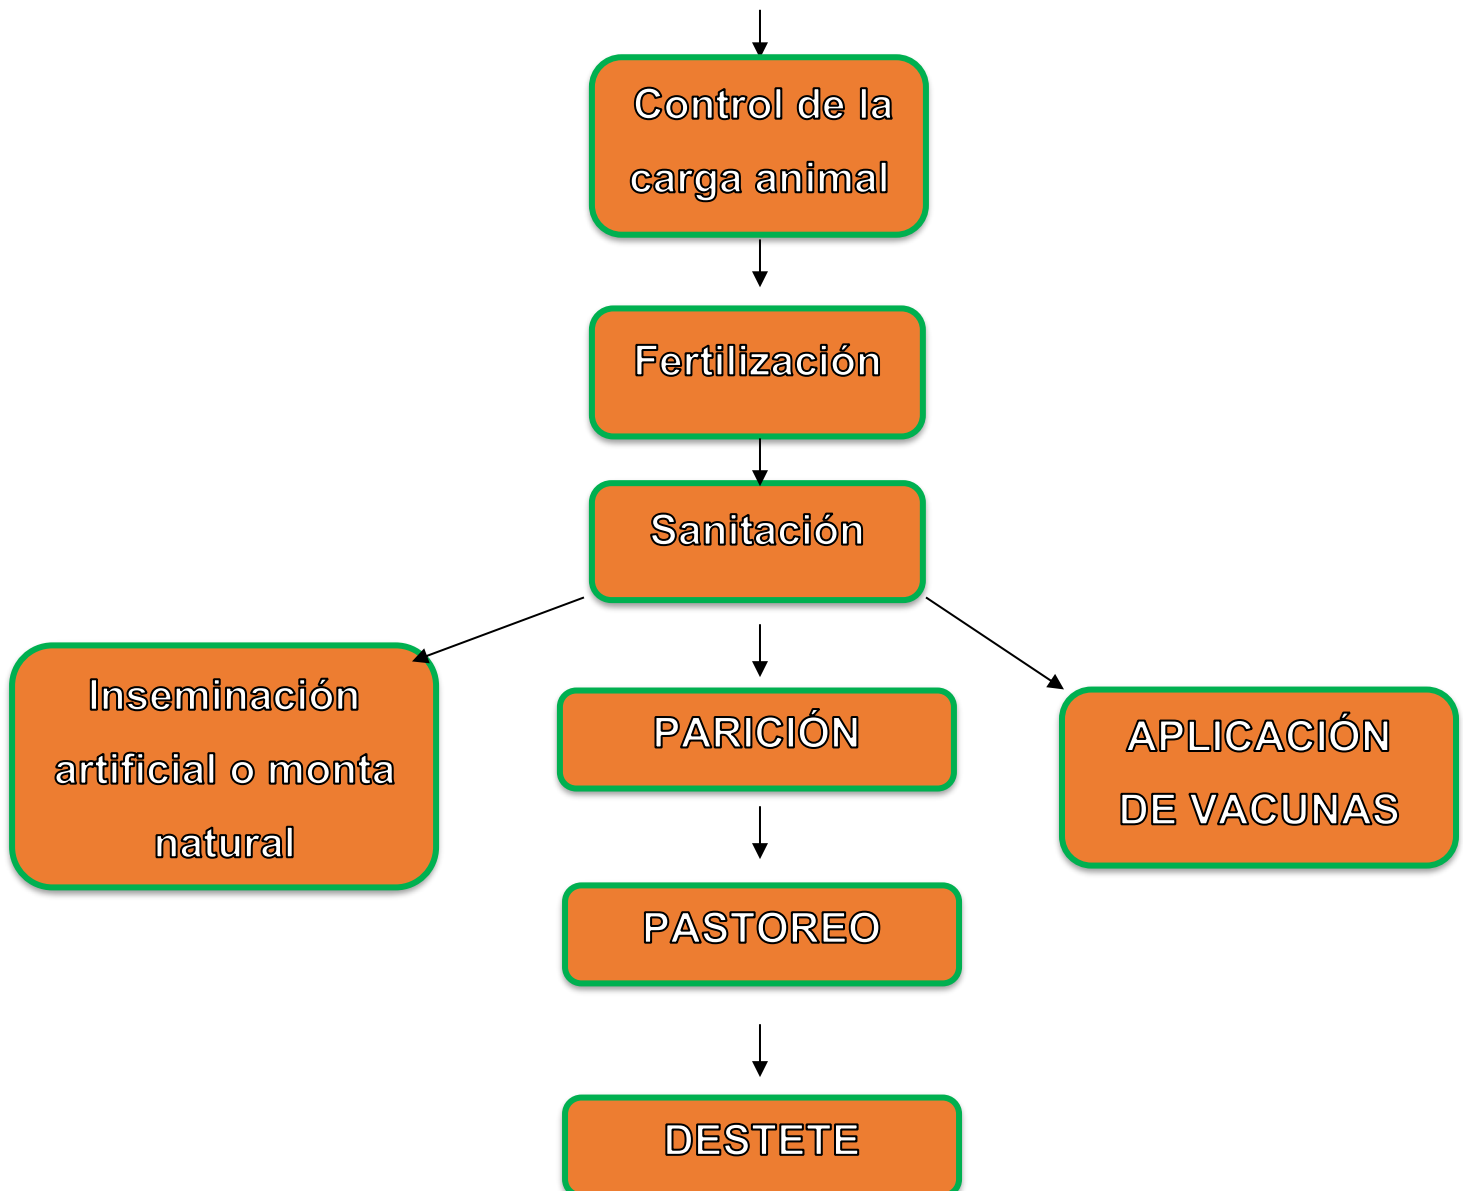 Control de la
carga animal
Fertilización
Sanitación
Inseminación
artificial o monta
natural
PARICIÓN
APLICACIÓN
DE VACUNAS
PASTOREO
DESTETE